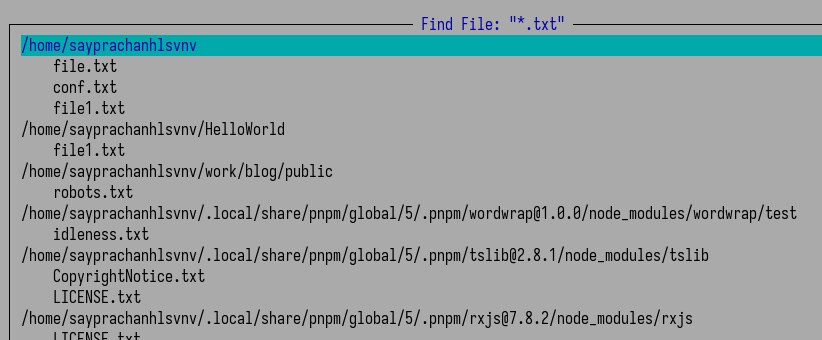 Find File: "*.txt"
/home/sayprachanhlsvnv
file.txt
conf.txt
file1.txt
/home/sayprachanhlsvnv/HelloWorld
file1.txt
/home/sayprachanhlsvnv/work/blog/public
robots.txt
/home/sayprachanhlsvnv/.local/share/pnpm/global/5/.pnpm/wordwrap@1.0.0/node_modules/wordwrap/test
idleness.txt
/home/sayprachanhlsvnv/.local/share/pnpm/global/5/.pnpm/tslib@2.8.1/node_modules/tslib
CopyrightNotice.txt
LICENSE.txt
/home/sayprachanhlsvnv/.local/share/pnpm/global/5/.pnpm/rxjs@7.8.2/node_modules/rxjs
LICENSE.txt